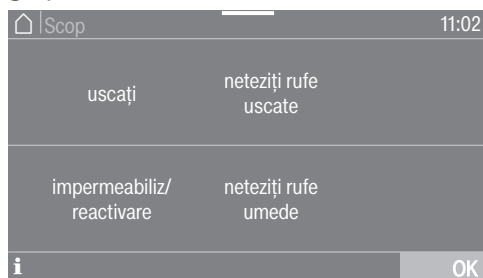 Scop 11:02
uscați
neteziți rufe
uscate
impermeabiliz/
reactivare
neteziți rufe
umede
i OK